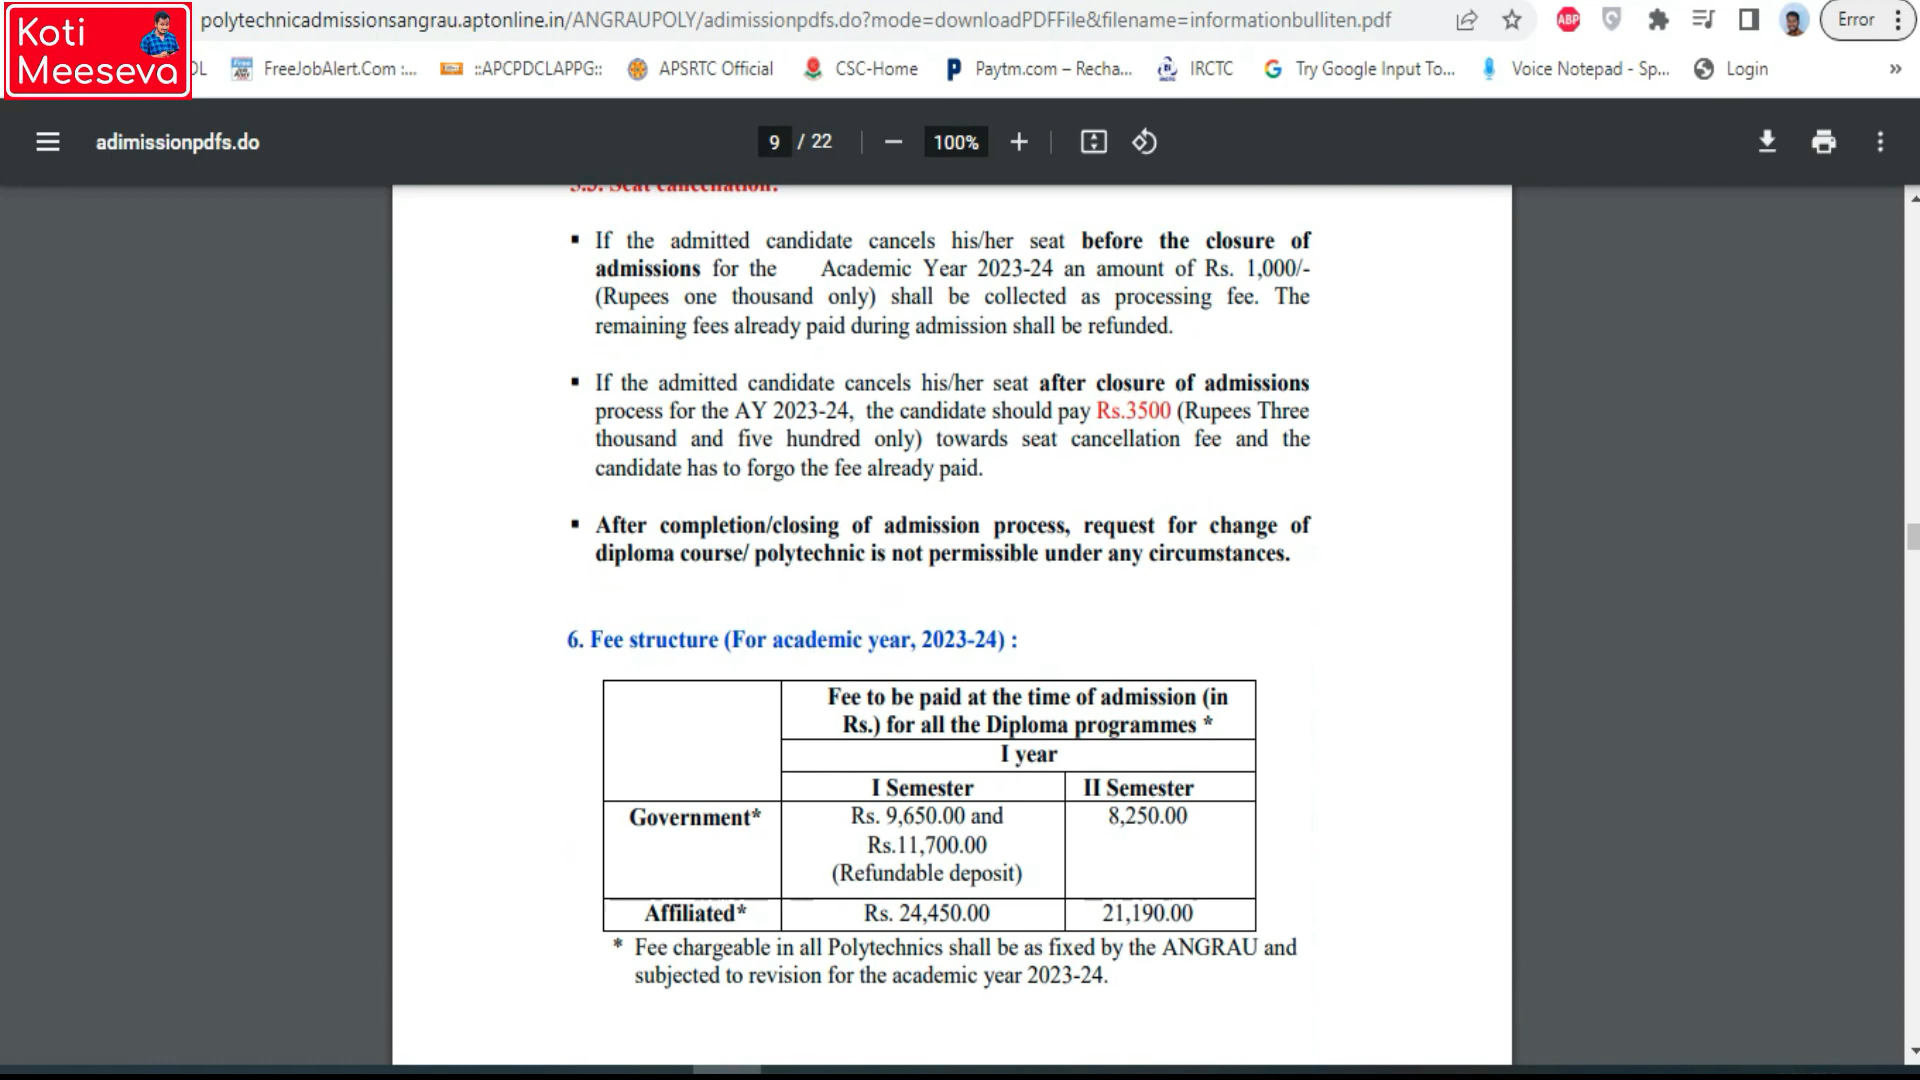 Koti
Meeseva
polytechnicadmissionsangrau.aptonline.in/ANGRAUPOLY/adimissionpdfs.do?mode=downloadPDFFile&filename=informationbulliten.pdf
ABP
Error
DL
FreeJobAlert.Com :...
::APCPDCLAPPG::
APSRTC Official
CSC-Home
Paytm.com – Recha...
IRCTC
Try Google Input To...
Voice Notepad - Sp...
Login
»
adimissionpdfs.do
9 / 22
100%
5.5. Seat cancellation:
▪ If the admitted candidate cancels his/her seat before the closure of
admissions for the Academic Year 2023-24 an amount of Rs. 1,000/-
(Rupees one thousand only) shall be collected as processing fee. The
remaining fees already paid during admission shall be refunded.
▪ If the admitted candidate cancels his/her seat after closure of admissions
process for the AY 2023-24, the candidate should pay Rs.3500 (Rupees Three
thousand and five hundred only) towards seat cancellation fee and the
candidate has to forgo the fee already paid.
▪ After completion/closing of admission process, request for change of
diploma course/ polytechnic is not permissible under any circumstances.
6. Fee structure (For academic year, 2023-24) :
Fee to be paid at the time of admission (in
Rs.) for all the Diploma programmes *
I year
I Semester
II Semester
Government*
Rs. 9,650.00 and
Rs.11,700.00
(Refundable deposit)
8,250.00
Affiliated*
Rs. 24,450.00
21,190.00
* Fee chargeable in all Polytechnics shall be as fixed by the ANGRAU and
subjected to revision for the academic year 2023-24.